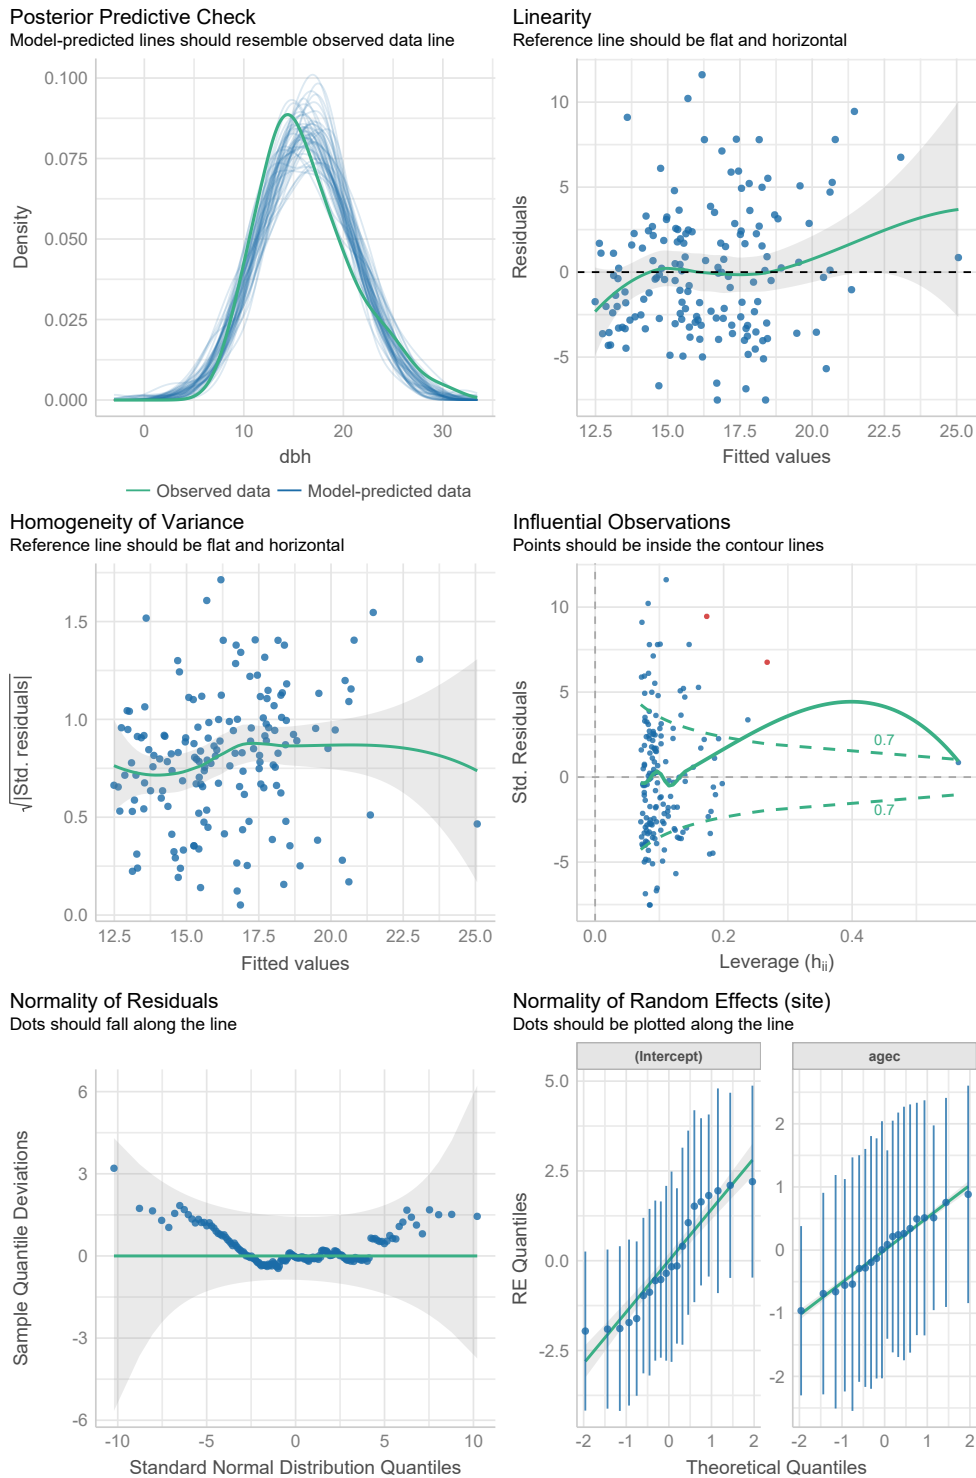 Posterior Predictive Check
Model-predicted lines should resemble observed data line
0.100
0.075
0.050
0.025
0.000
Density
0
10
20
30
dbh
Observed data
Model-predicted data
Linearity
Reference line should be flat and horizontal
10
5
0
-5
Residuals
12.5
15.0
17.5
20.0
22.5
25.0
Fitted values
Homogeneity of Variance
Reference line should be flat and horizontal
1.5
1.0
0.5
0.0
√|Std. residuals|
12.5
15.0
17.5
20.0
22.5
25.0
Fitted values
Influential Observations
Points should be inside the contour lines
10
5
0
-5
Std. Residuals
0.7
0.7
0.0
0.2
0.4
Leverage (hii)
Normality of Residuals
Dots should fall along the line
6
3
0
-3
-6
Sample Quantile Deviations
-10
-5
0
5
10
Standard Normal Distribution Quantiles
Normality of Random Effects (site)
Dots should be plotted along the line
(Intercept)
agec
5.0
2.5
0.0
-2.5
RE Quantiles
2
1
0
-1
-2
-2
-1
0
1
2
-2
-1
0
1
2
Theoretical Quantiles